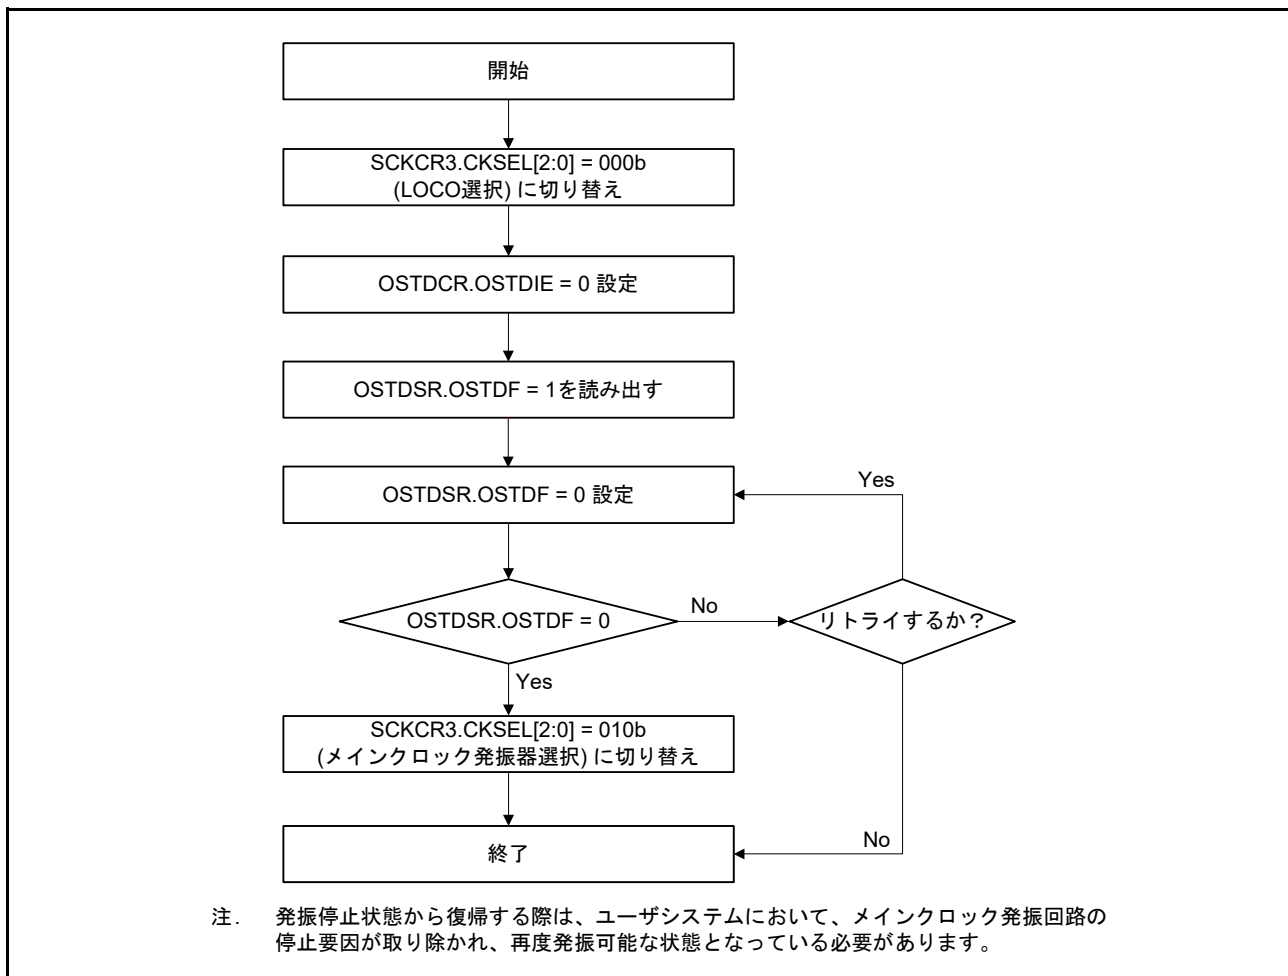 開始
SCKCR3.CKSEL[2:0] = 000b
(LOCO選択) に切り替え
OSTDCR.OSTDIE = 0 設定
OSTDSR.OSTDF = 1を読み出す
OSTDSR.OSTDF = 0 設定
Yes
OSTDSR.OSTDF = 0
No
リトライするか？
Yes
SCKCR3.CKSEL[2:0] = 010b
(メインクロック発振器選択) に切り替え
No
終了
注. 発振停止状態から復帰する際は、ユーザシステムにおいて、メインクロック発振回路の
停止要因が取り除かれ、再度発振可能な状態となっている必要があります。